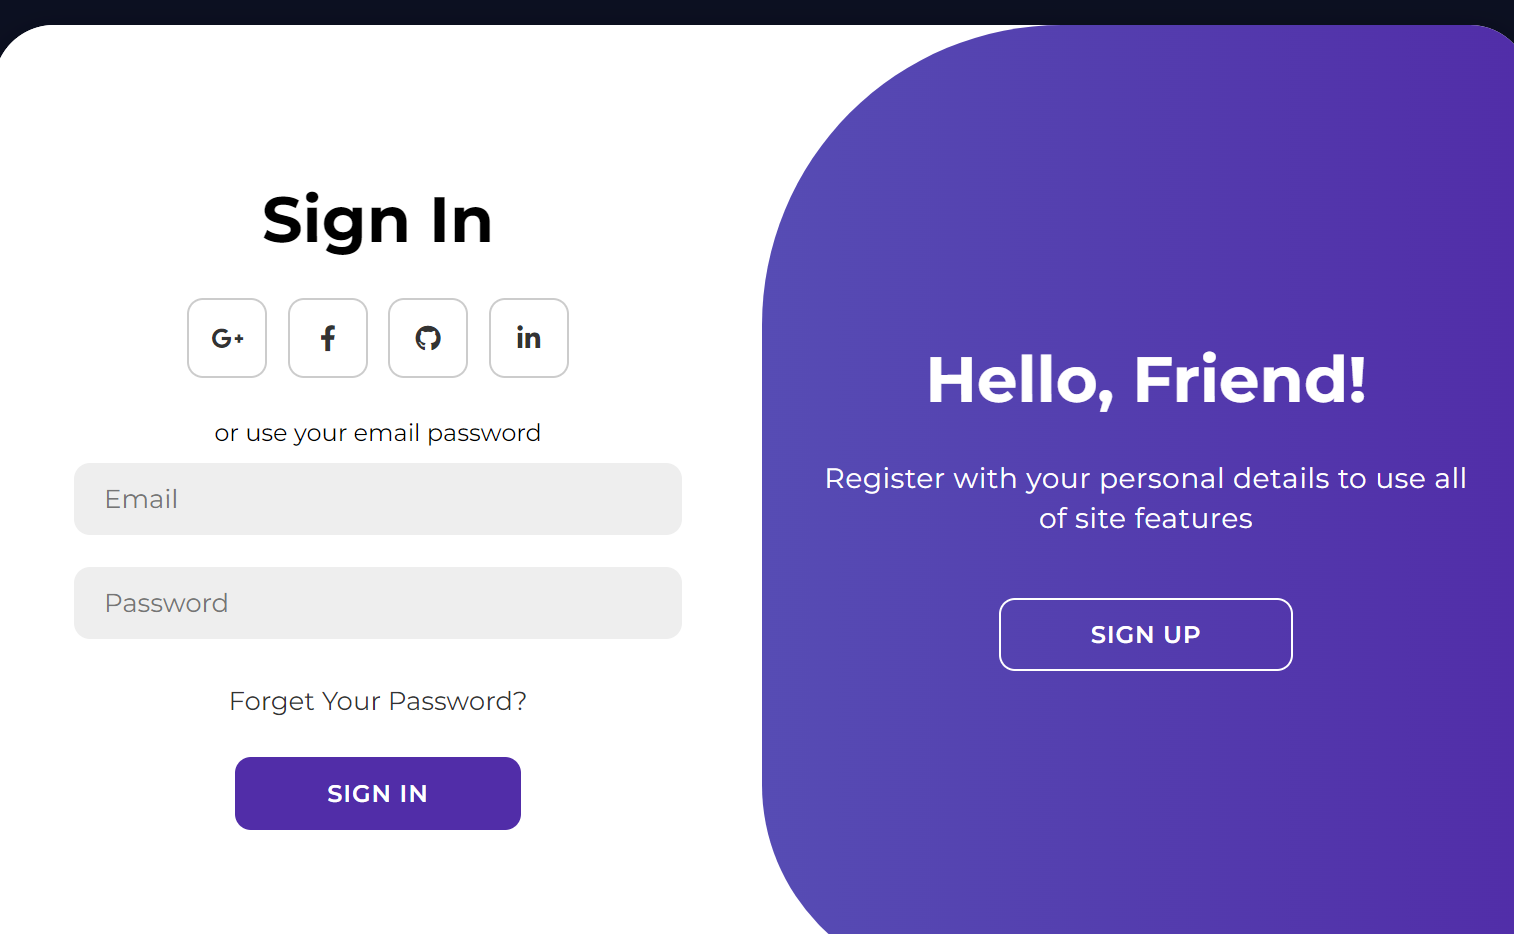 Sign In
G+
f
in
or use your email password
Email
Password
Forget Your Password?
SIGN IN
Hello, Friend!
Register with your personal details to use all
of site features
SIGN UP